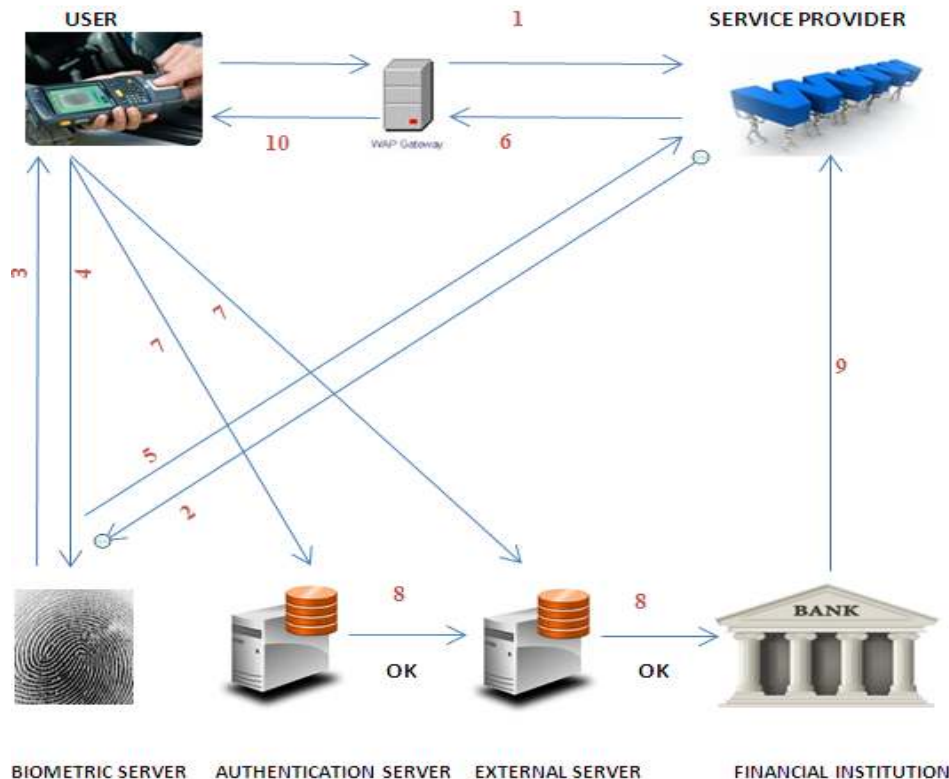 USER
1
SERVICE PROVIDER
WAP Gateway
10
6
3
4
7
7
9
5
2
8
8
BANK
OK
OK
BIOMETRIC SERVER
AUTHENTICATION SERVER
EXTERNAL SERVER
FINANCIAL INSTITUTION